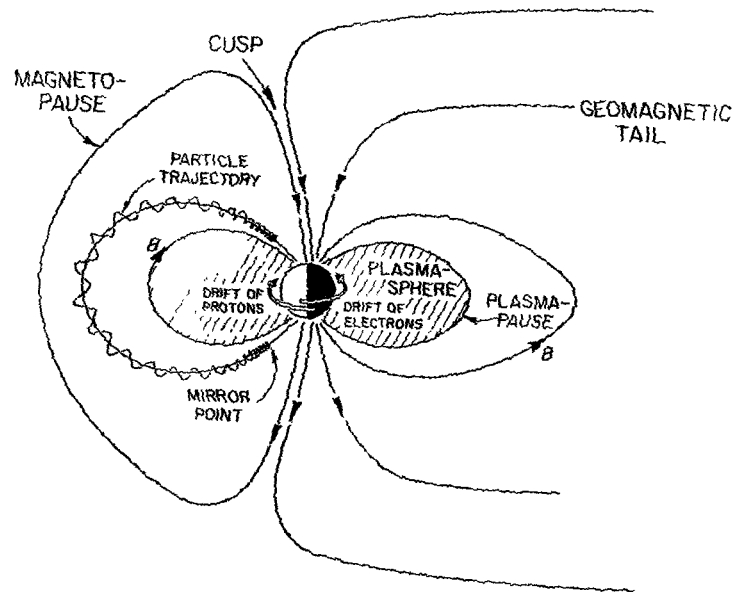 CUSP
MAGNETO-
PAUSE
GEOMAGNETIC
TAIL
PARTICLE
TRAJECTORY
B
DRIFT OF
PROTONS
PLASMA-
SPHERE
DRIFT OF
ELECTRONS
PLASMA-
PAUSE
B
MIRROR
POINT